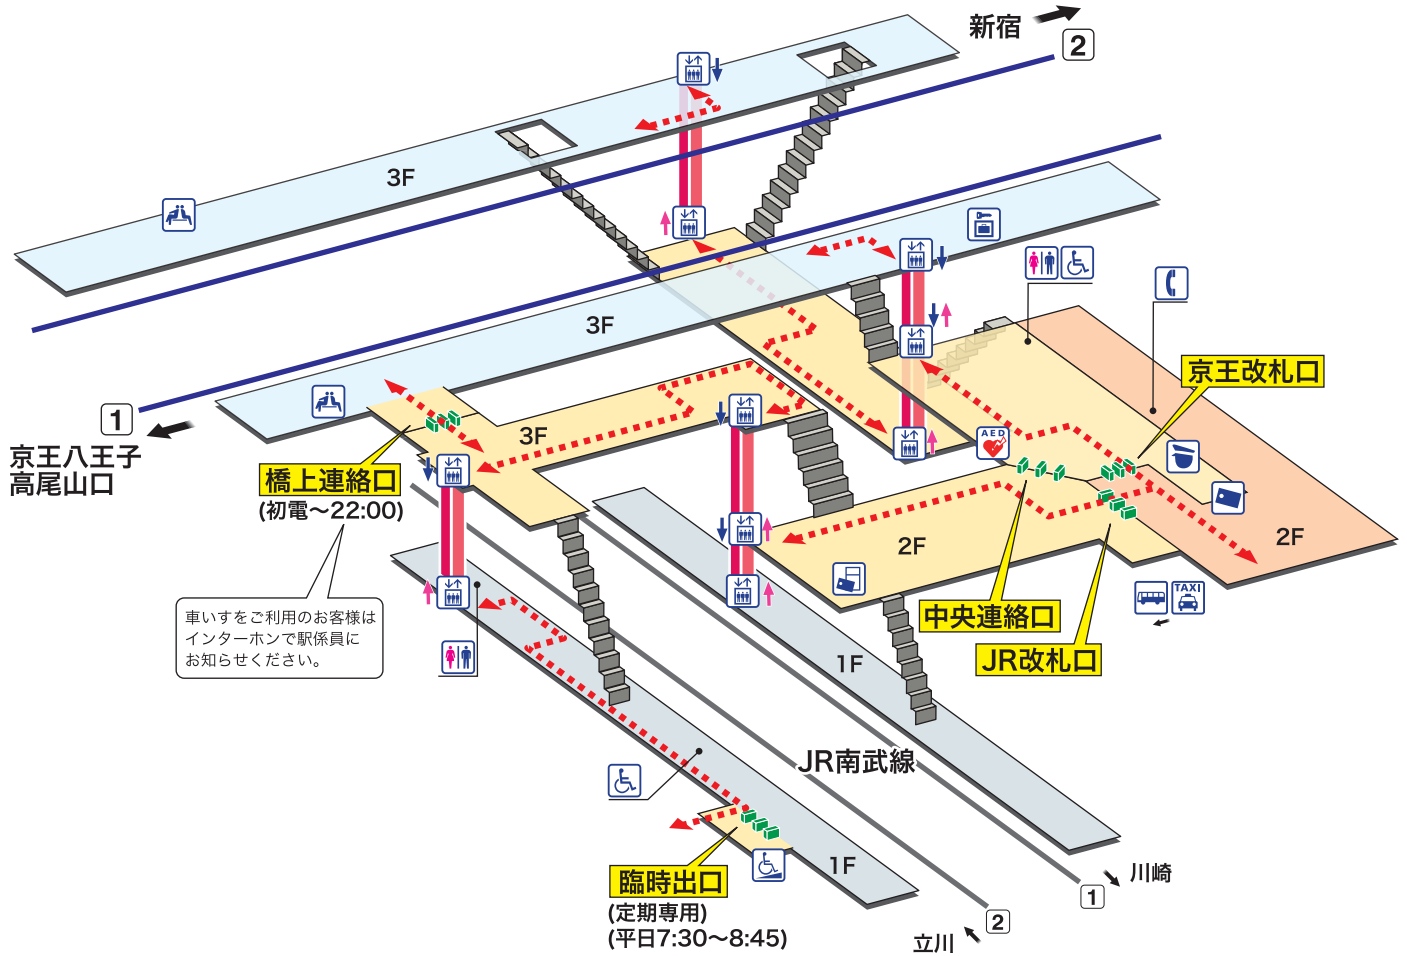 新宿
2
3F
3F
1
京王八王子
高尾山口
3F
橋上連絡口
(初電～22:00)
車いすをご利用のお客様は
インターホンで駅係員に
お知らせください。
AED
京王改札口
2F
2F
TAXI
中央連絡口
JR改札口
1F
JR南武線
1F
臨時出口
(定期専用)
(平日7:30～8:45)
川崎
1
2
立川